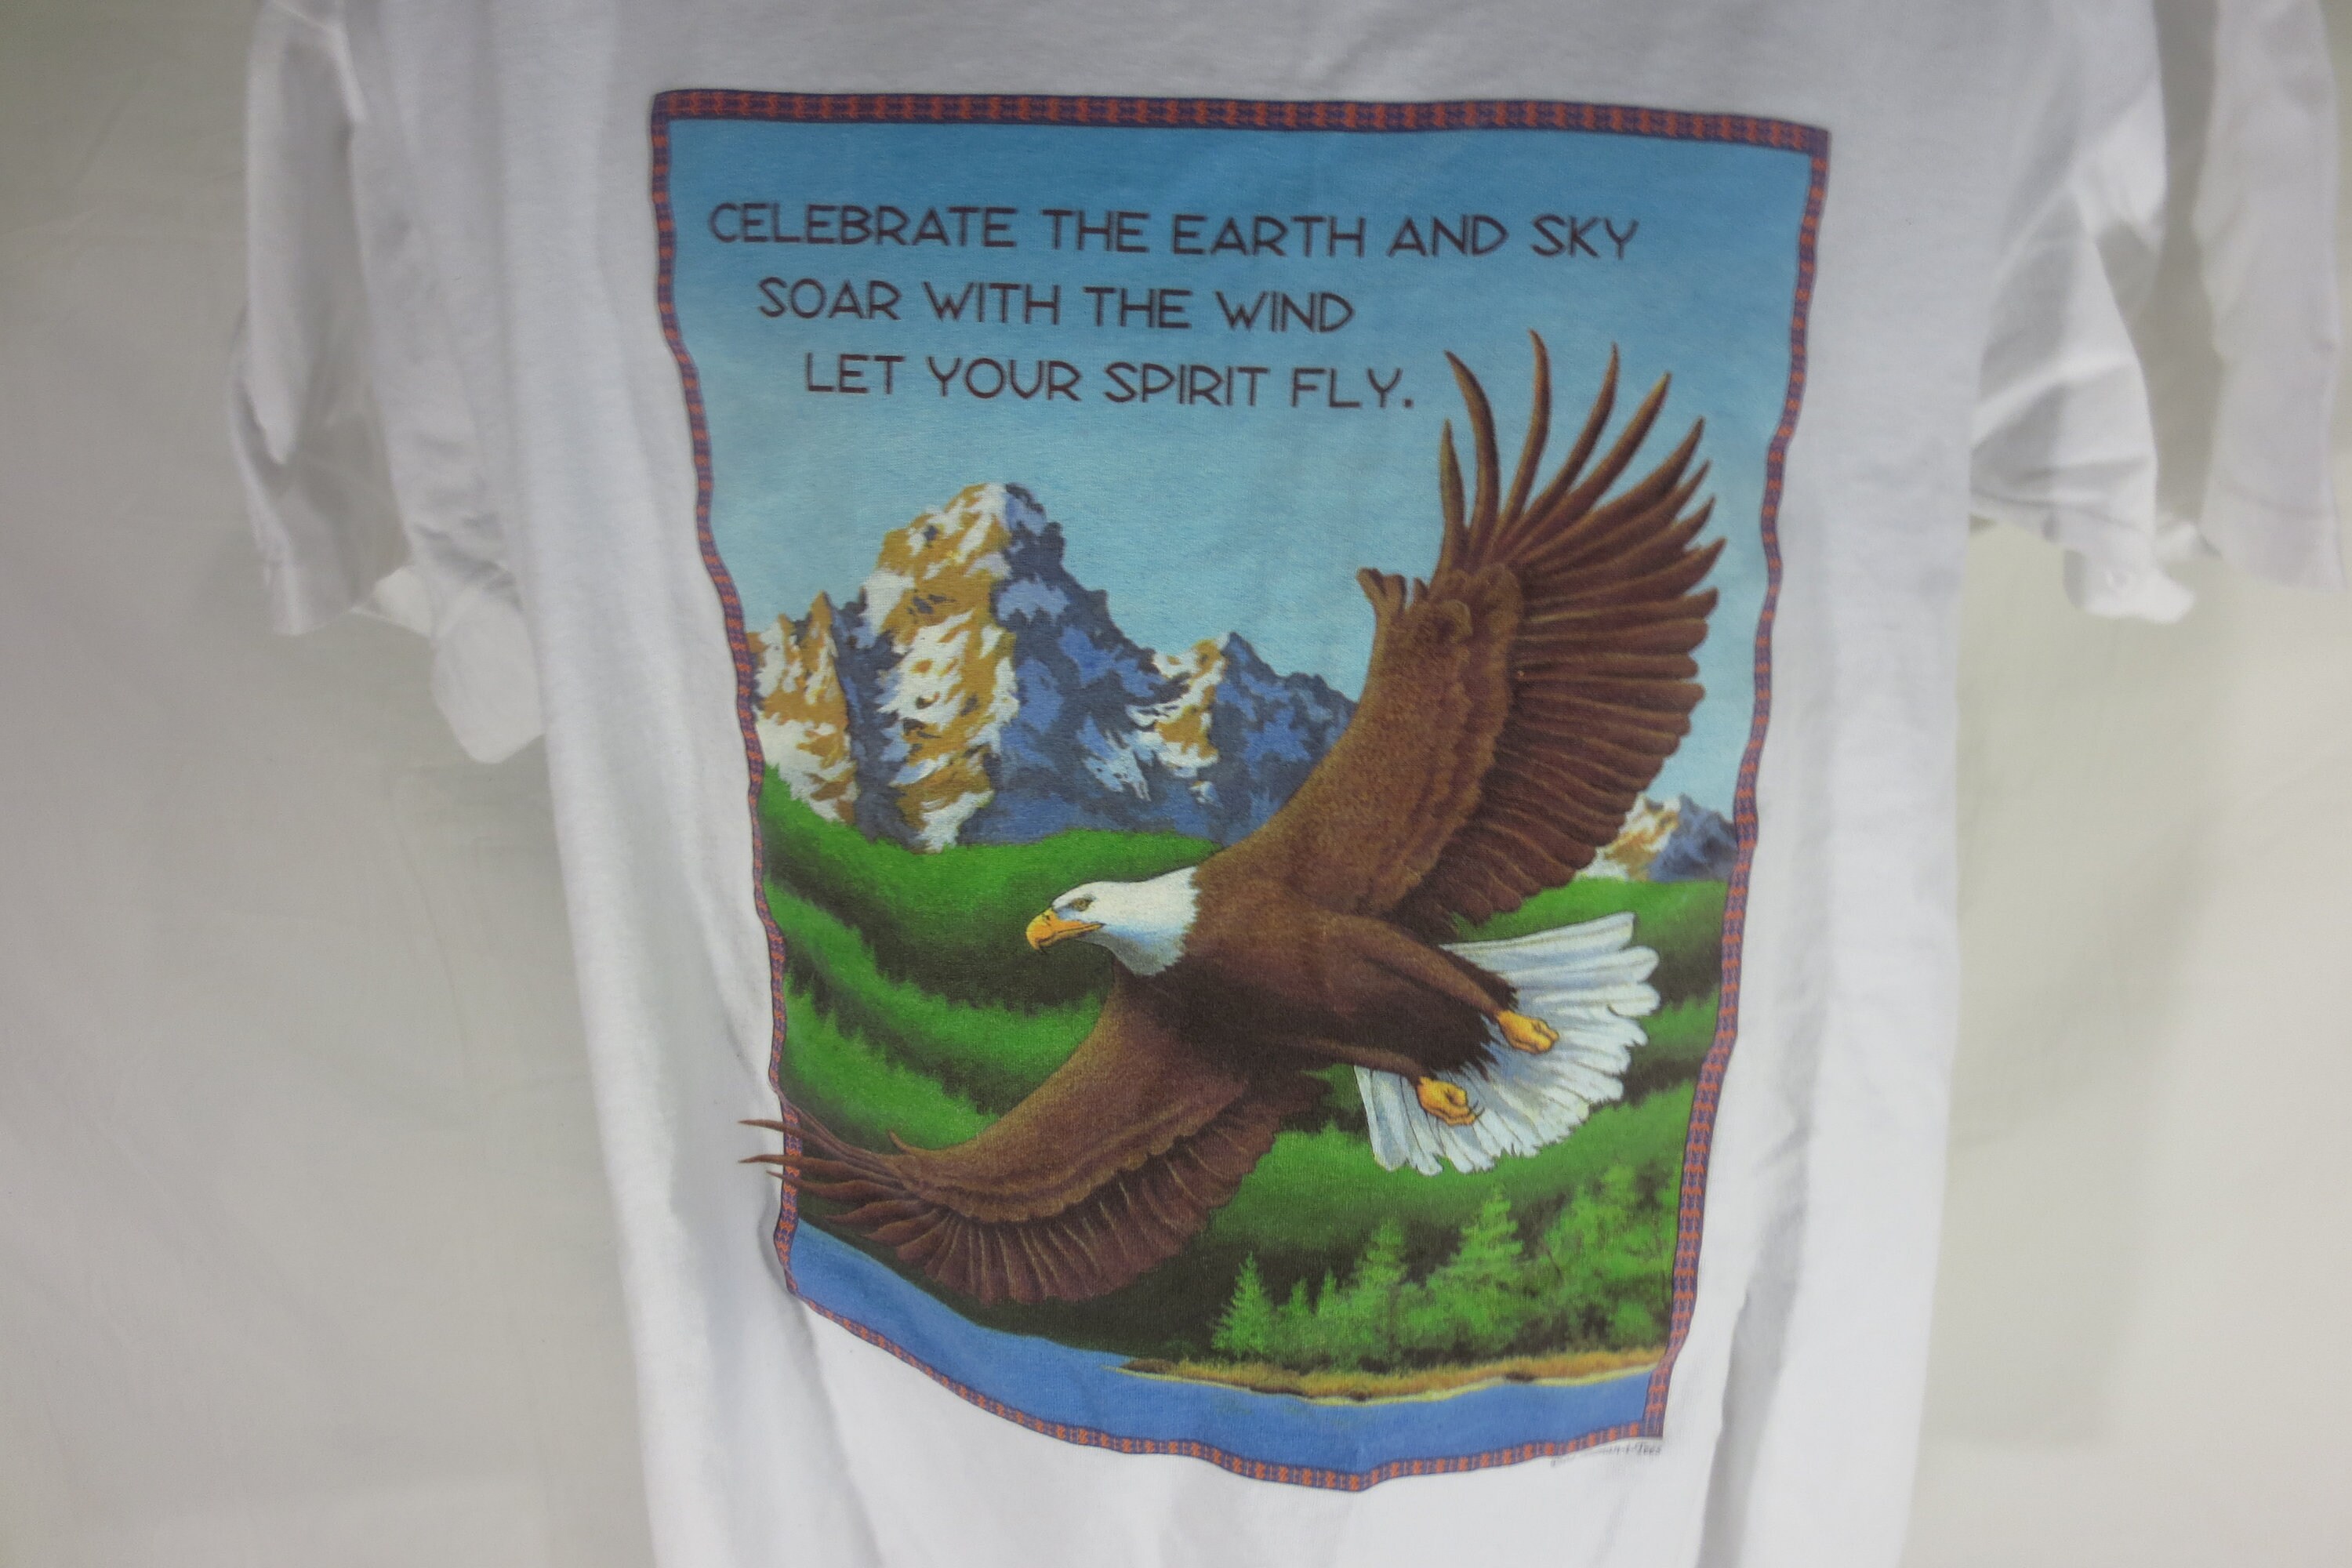 CELEBRATE THE EARTH AND SKY
SOAR WITH THE WIND
LET YOUR SPIRIT FLY.